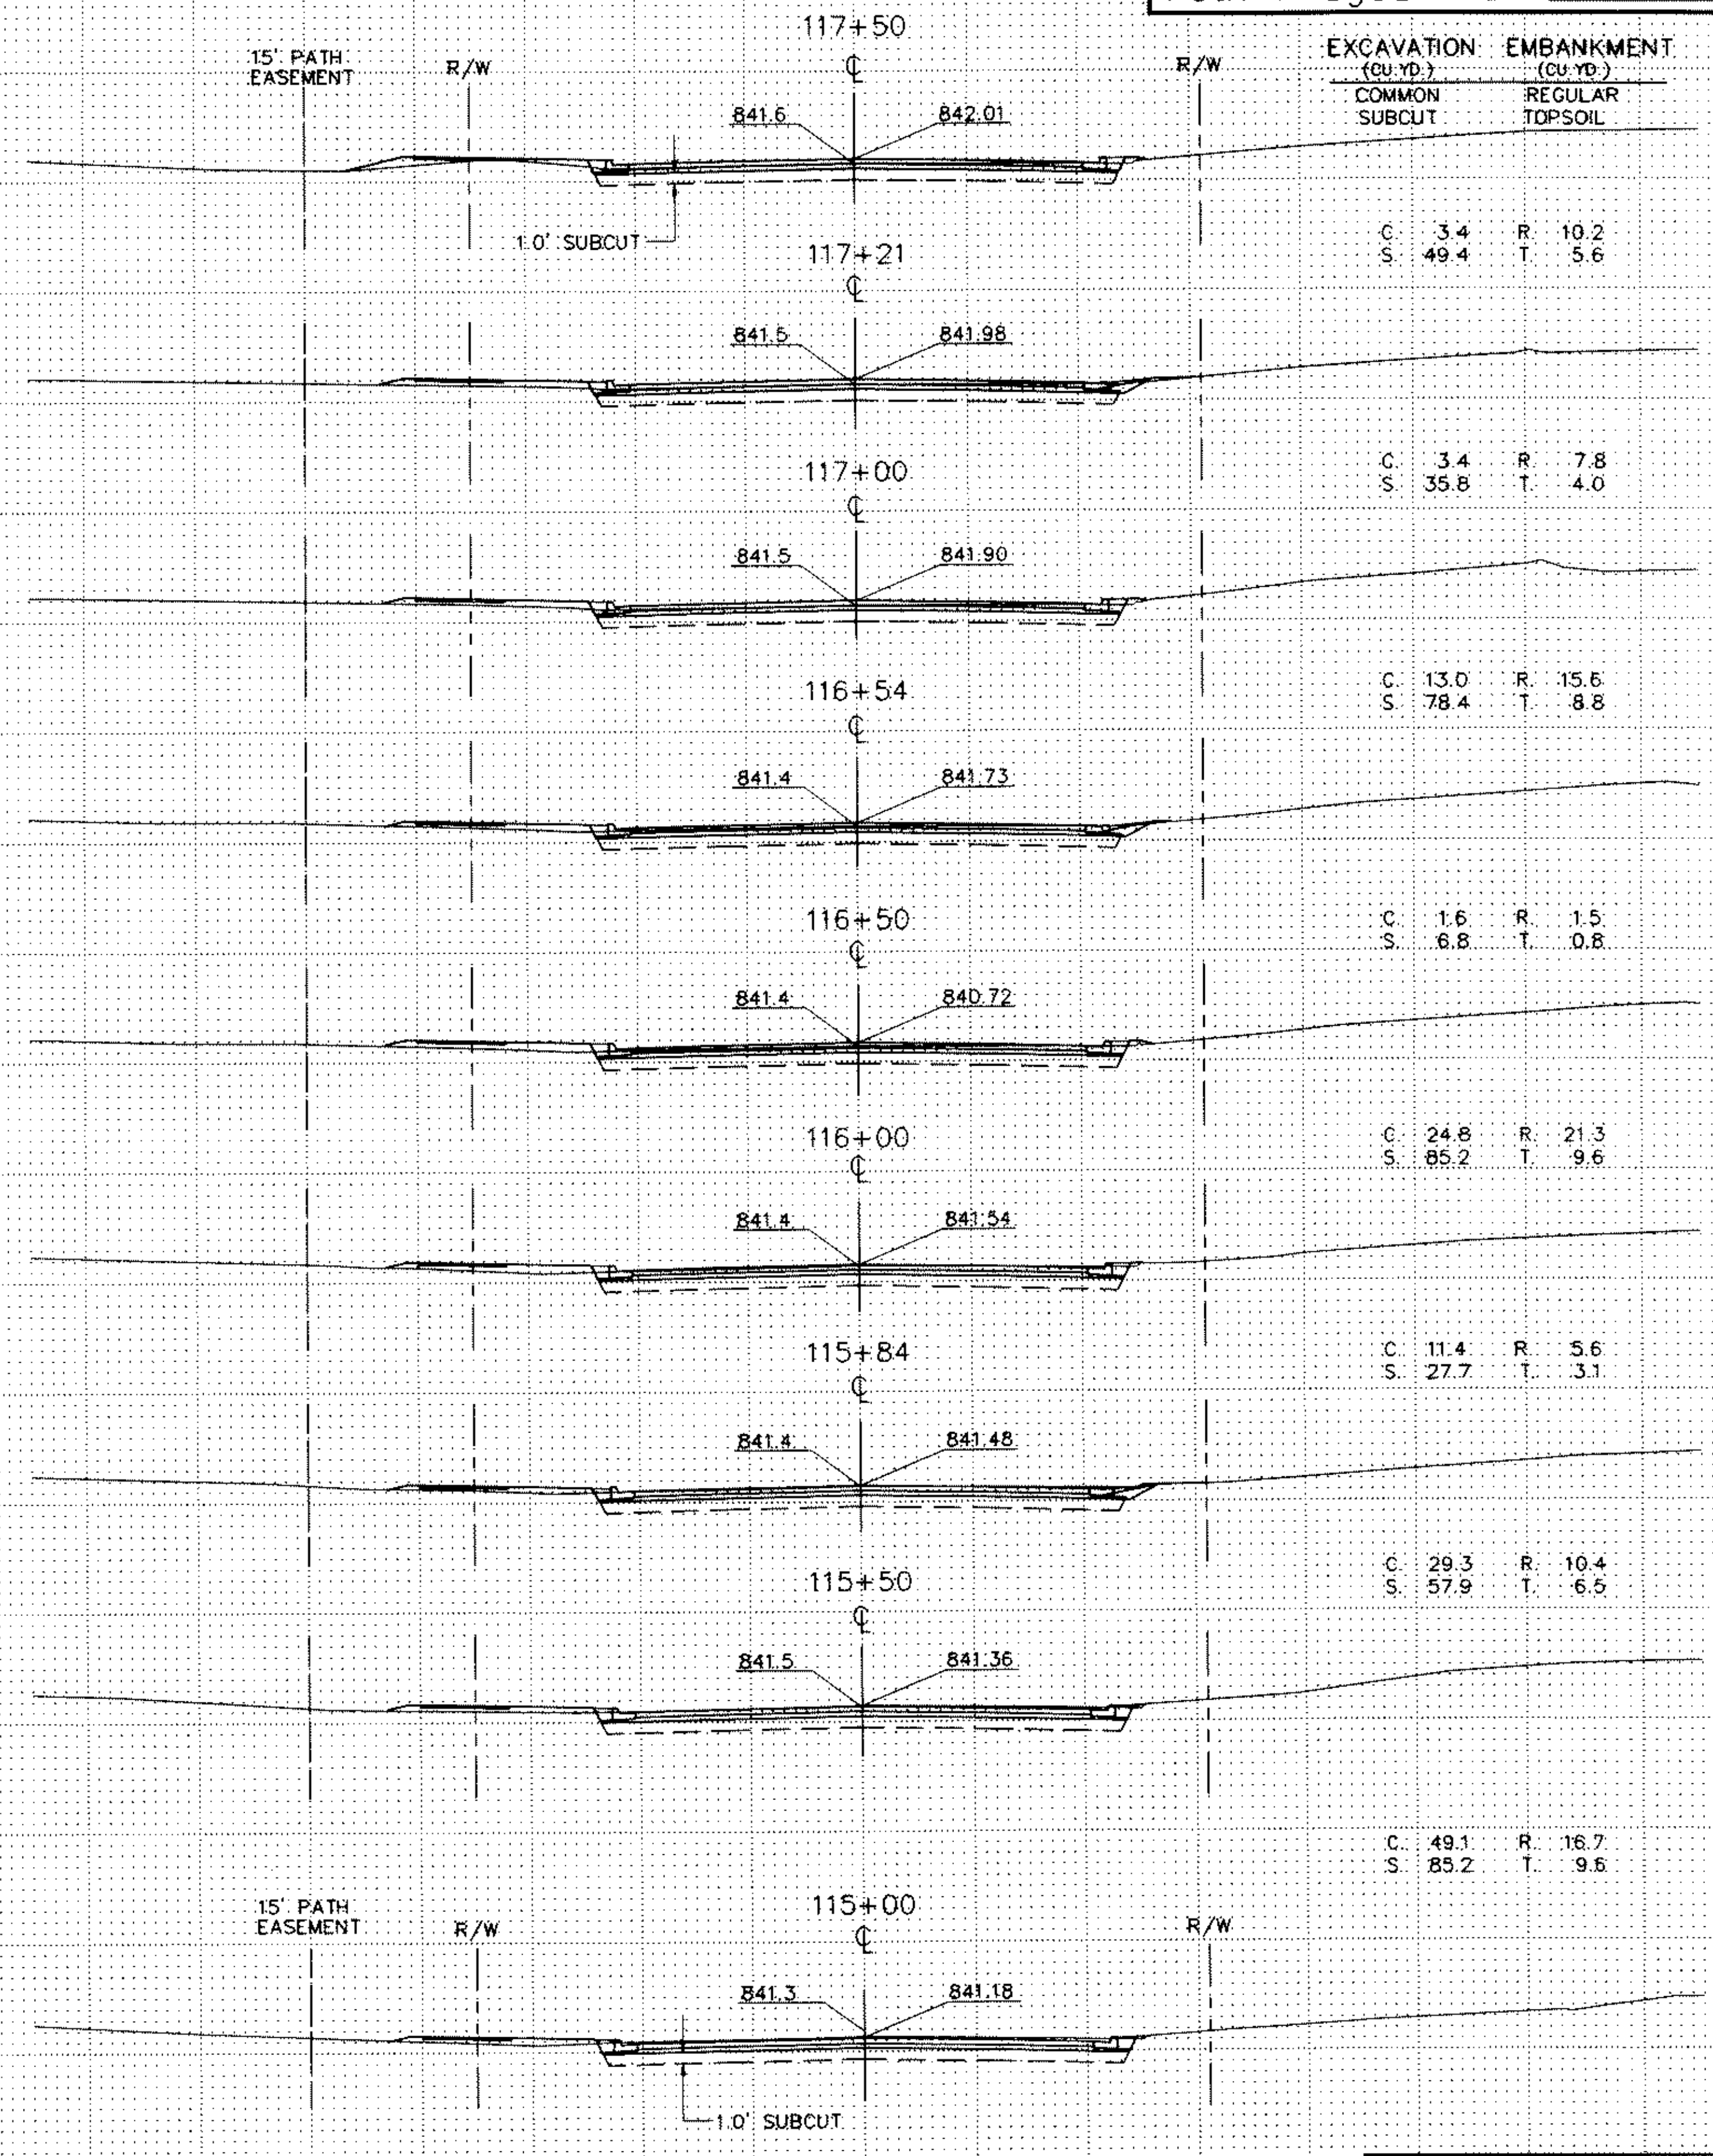 117+50
EXCAVATION EMBANKMENT
(CU.YD.) (CU.YD.)
COMMON REGULAR
SUBCUT TOPSOIL
15' PATH
EASEMENT
R/W
℄
R/W
841.6 842.01
1.0' SUBCUT
C. 3.4 R. 10.2
S. 49.4 T. 5.6
117+21
℄
841.5 841.98
C. 3.4 R. 7.8
S. 35.8 T. 4.0
117+00
℄
841.5 841.90
C. 13.0 R. 15.6
S. 78.4 T. 8.8
116+54
℄
841.4 841.73
C. 1.6 R. 1.5
S. 6.8 T. 0.8
116+50
℄
841.4 840.72
C. 24.8 R. 21.3
S. 85.2 T. 9.6
116+00
℄
841.4 841.54
C. 11.4 R. 5.6
S. 27.7 T. 3.1
115+84
℄
841.4 841.48
C. 29.3 R. 10.4
S. 57.9 T. 6.5
115+50
℄
841.5 841.36
C. 49.1 R. 16.7
S. 85.2 T. 9.6
115+00
15' PATH
EASEMENT
R/W
℄
R/W
841.3 841.18
1.0' SUBCUT